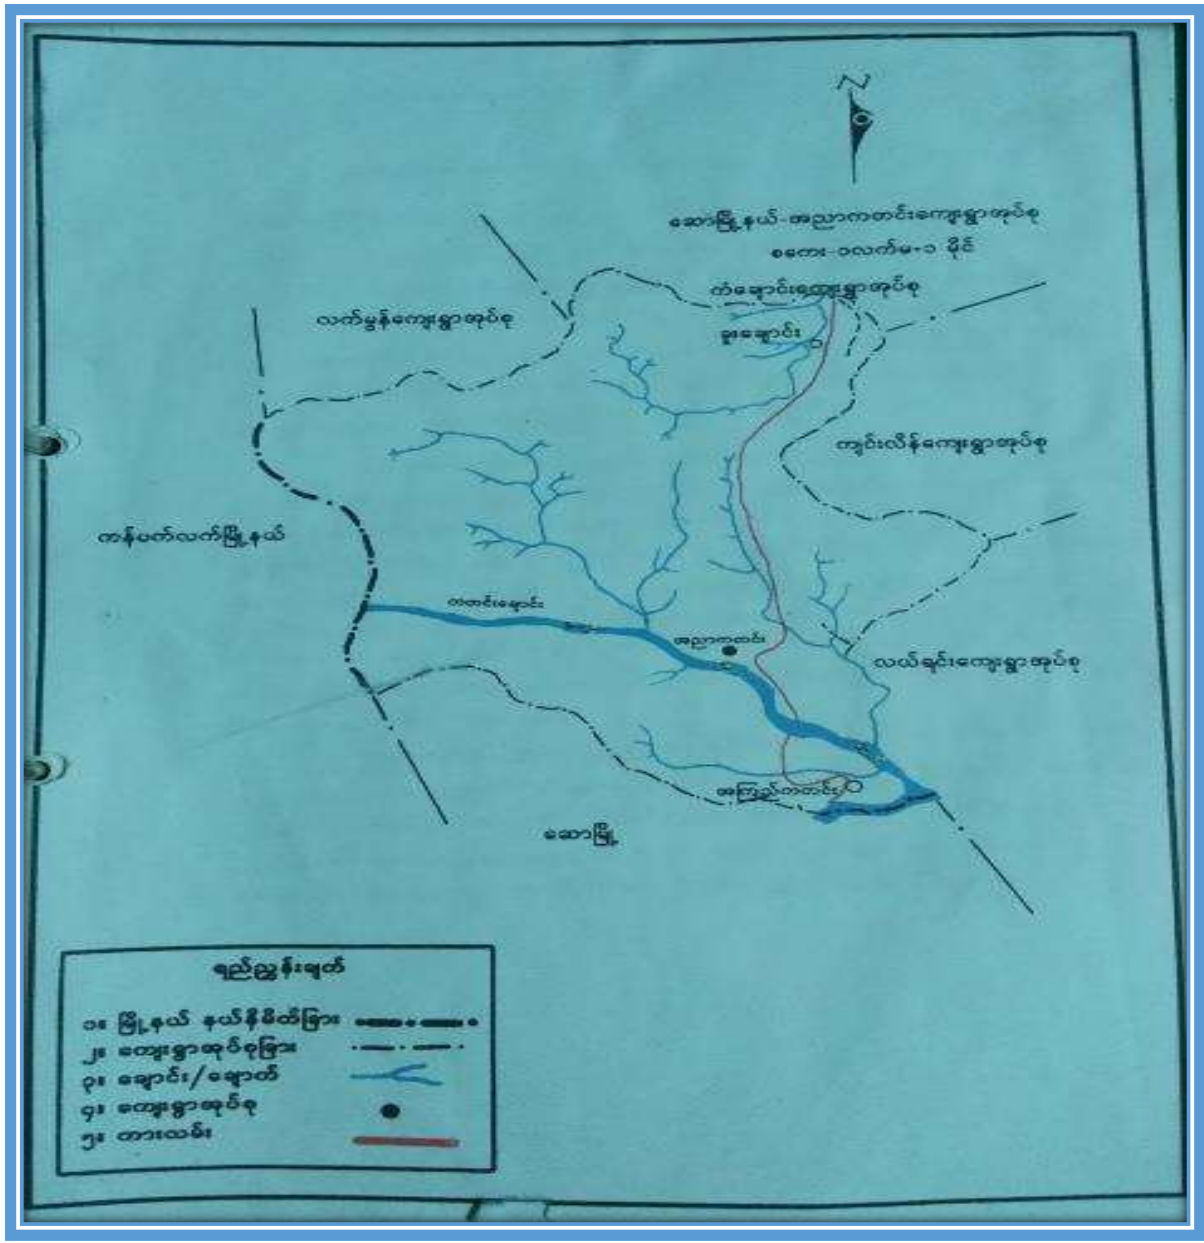 N
ဆောမြို့နယ်-အညာကတင်းကျေးရွာအုပ်စု
စကေး-၁လက်မ-၁ မိုင်
ကံချောင်းကျေးရွာအုပ်စု
လက်မွန်ကျေးရွာအုပ်စု
ခူးချောင်း
ကျင်းလိန်ကျေးရွာအုပ်စု
ကန်ပက်လက်မြို့နယ်
ကတင်းချောင်း
အညာကတင်း
လယ်ရင်းကျေးရွာအုပ်စု
အကြည်ကတင်း
ဆောမြို့
ရည်ညွှန်းချက်
၁။ မြို့နယ် နယ်နိမိတ်ခြား
၂။ ကျေးရွာအုပ်စုခြား
၃။ ချောင်း/ချောက်
၄။ ကျေးရွာအုပ်စု
၅။ ကားလမ်း